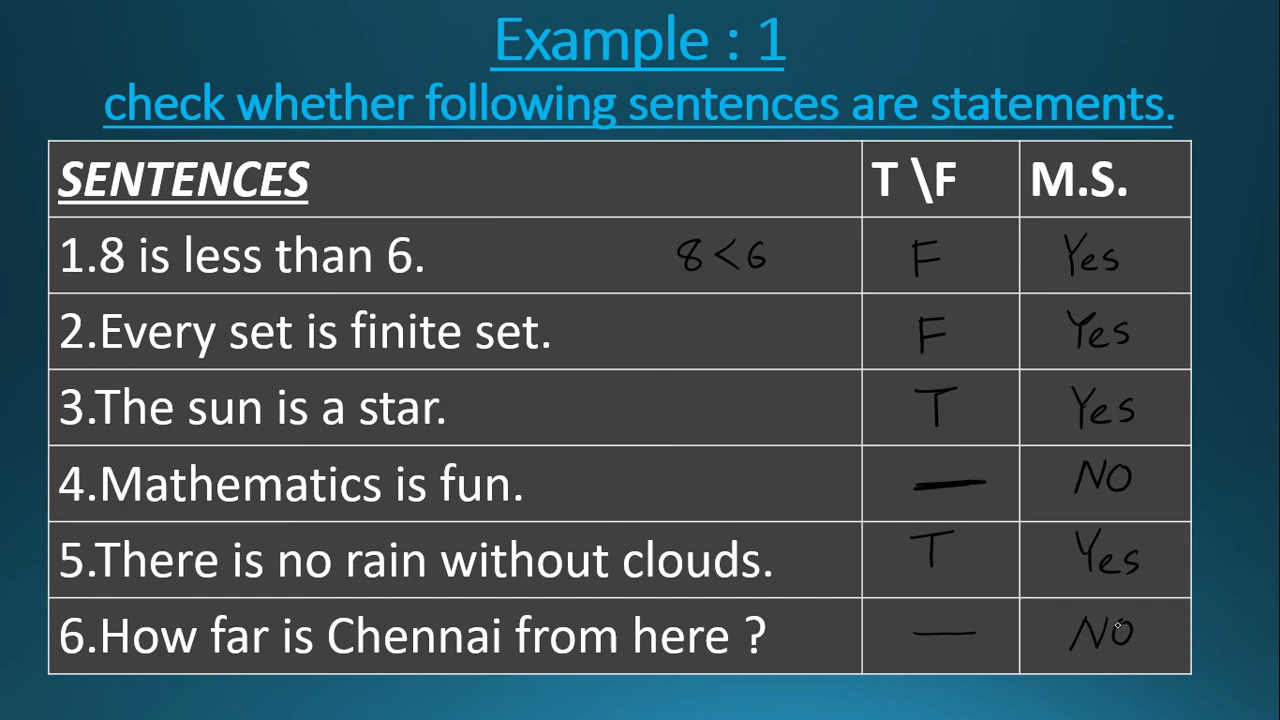 Example : 1
check whether following sentences are statements.
SENTENCES T \F M.S.
1.8 is less than 6. 8<6 F Yes
2.Every set is finite set. F Yes
3.The sun is a star. T Yes
4.Mathematics is fun. — NO
5.There is no rain without clouds. T Yes
6.How far is Chennai from here ? — NO